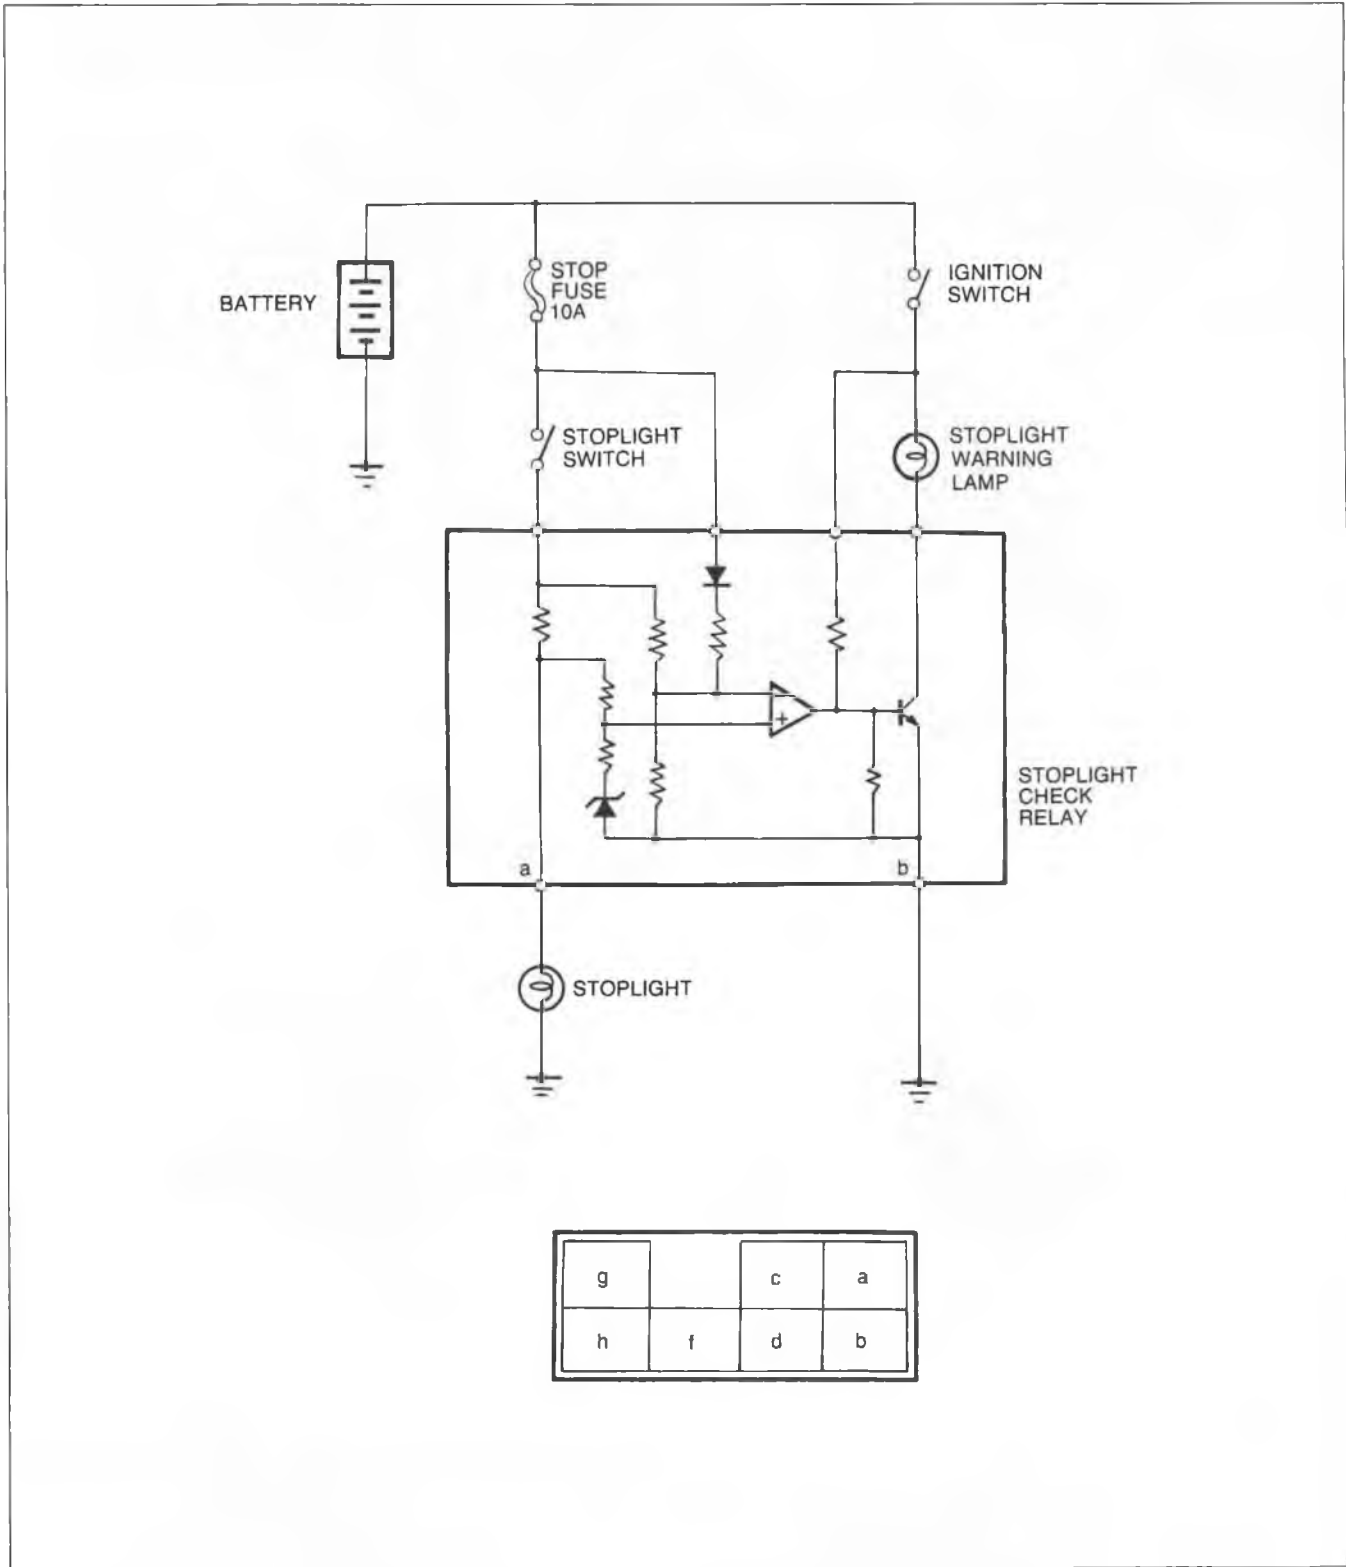 BATTERY
STOP
FUSE
10A
IGNITION
SWITCH
STOPLIGHT
SWITCH
STOPLIGHT
WARNING
LAMP
STOPLIGHT
CHECK
RELAY
a
b
STOPLIGHT
g c a
h f d b